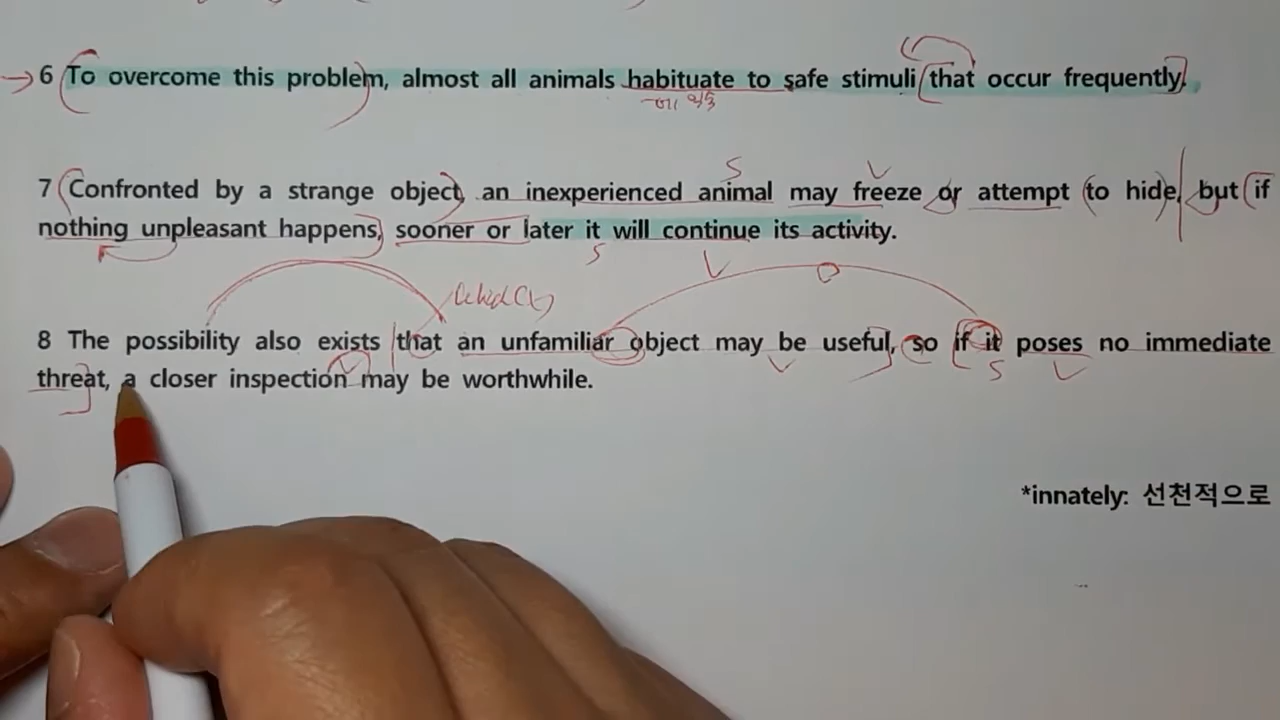 6 To overcome this problem, almost all animals habituate to safe stimuli that occur frequently.
에 익숙
7 Confronted by a strange object, an inexperienced animal may freeze or attempt to hide, but if
S V
nothing unpleasant happens, sooner or later it will continue its activity.
S V
8 The possibility also exists that an unfamiliar object may be useful, so if it poses no immediate
V S V
threat, a closer inspection may be worthwhile.
*innately: 선천적으로